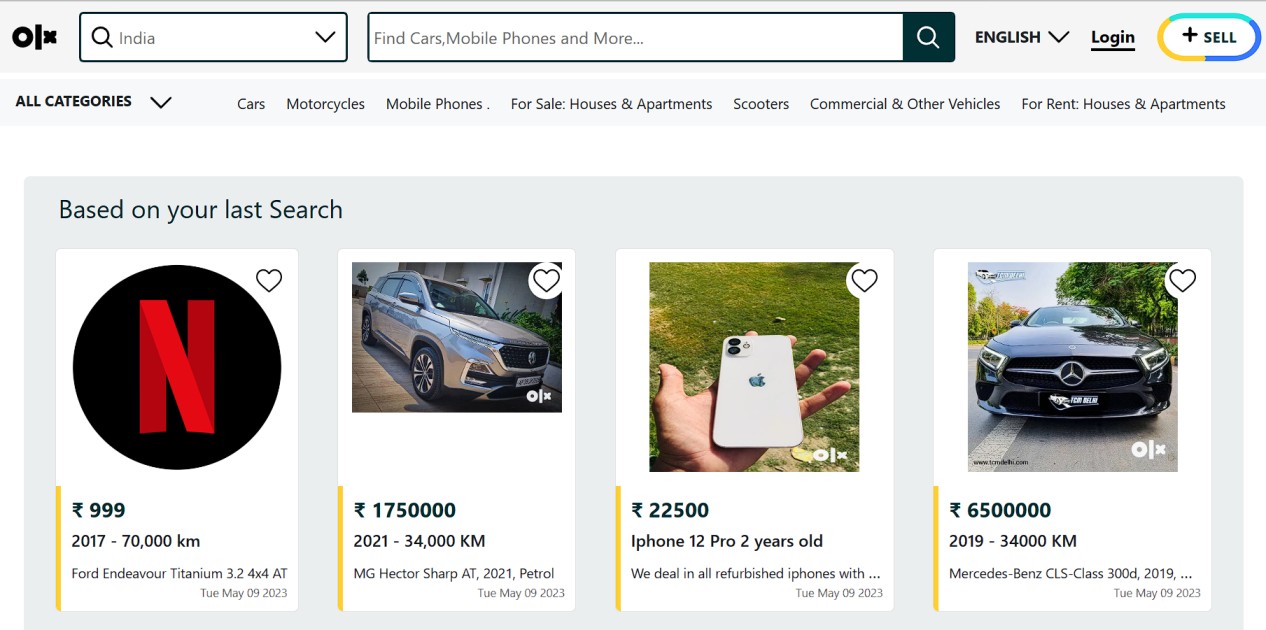 olx India Find Cars,Mobile Phones and More... ENGLISH Login + SELL
ALL CATEGORIES Cars Motorcycles Mobile Phones . For Sale: Houses & Apartments Scooters Commercial & Other Vehicles For Rent: Houses & Apartments
Based on your last Search
N
olx
olx
TCM DELHI
TCM DELHI
olx
www.tcmdelhi.com
₹ 999
2017 - 70,000 km
Ford Endeavour Titanium 3.2 4x4 AT
Tue May 09 2023
₹ 1750000
2021 - 34,000 KM
MG Hector Sharp AT, 2021, Petrol
Tue May 09 2023
₹ 22500
Iphone 12 Pro 2 years old
We deal in all refurbished iphones with ...
Tue May 09 2023
₹ 6500000
2019 - 34000 KM
Mercedes-Benz CLS-Class 300d, 2019, ...
Tue May 09 2023